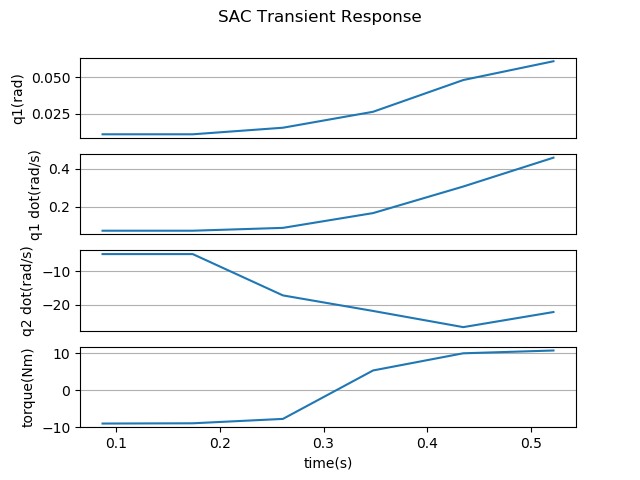 SAC Transient Response
q1(rad)
0.050
0.025
q1 dot(rad/s)
0.4
0.2
q2 dot(rad/s)
−10
−20
torque(Nm)
10
0
−10
0.1 0.2 0.3 0.4 0.5
time(s)